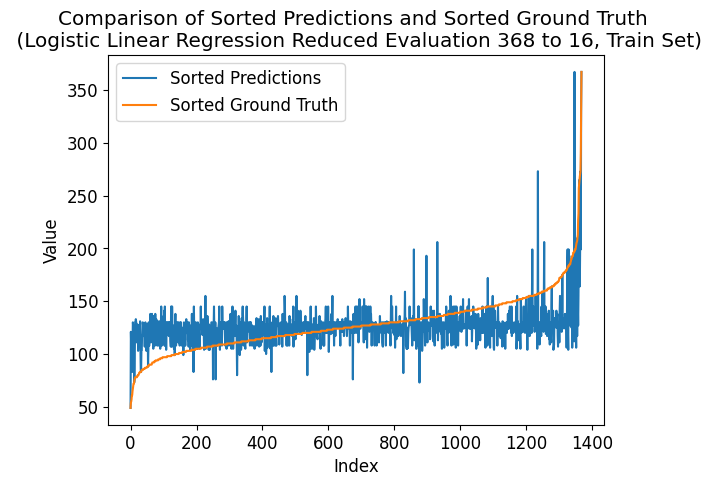 Comparison of Sorted Predictions and Sorted Ground Truth
(Logistic Linear Regression Reduced Evaluation 368 to 16, Train Set)
Sorted Predictions
Sorted Ground Truth
350
300
250
200
150
100
50
Value
0 200 400 600 800 1000 1200 1400
Index